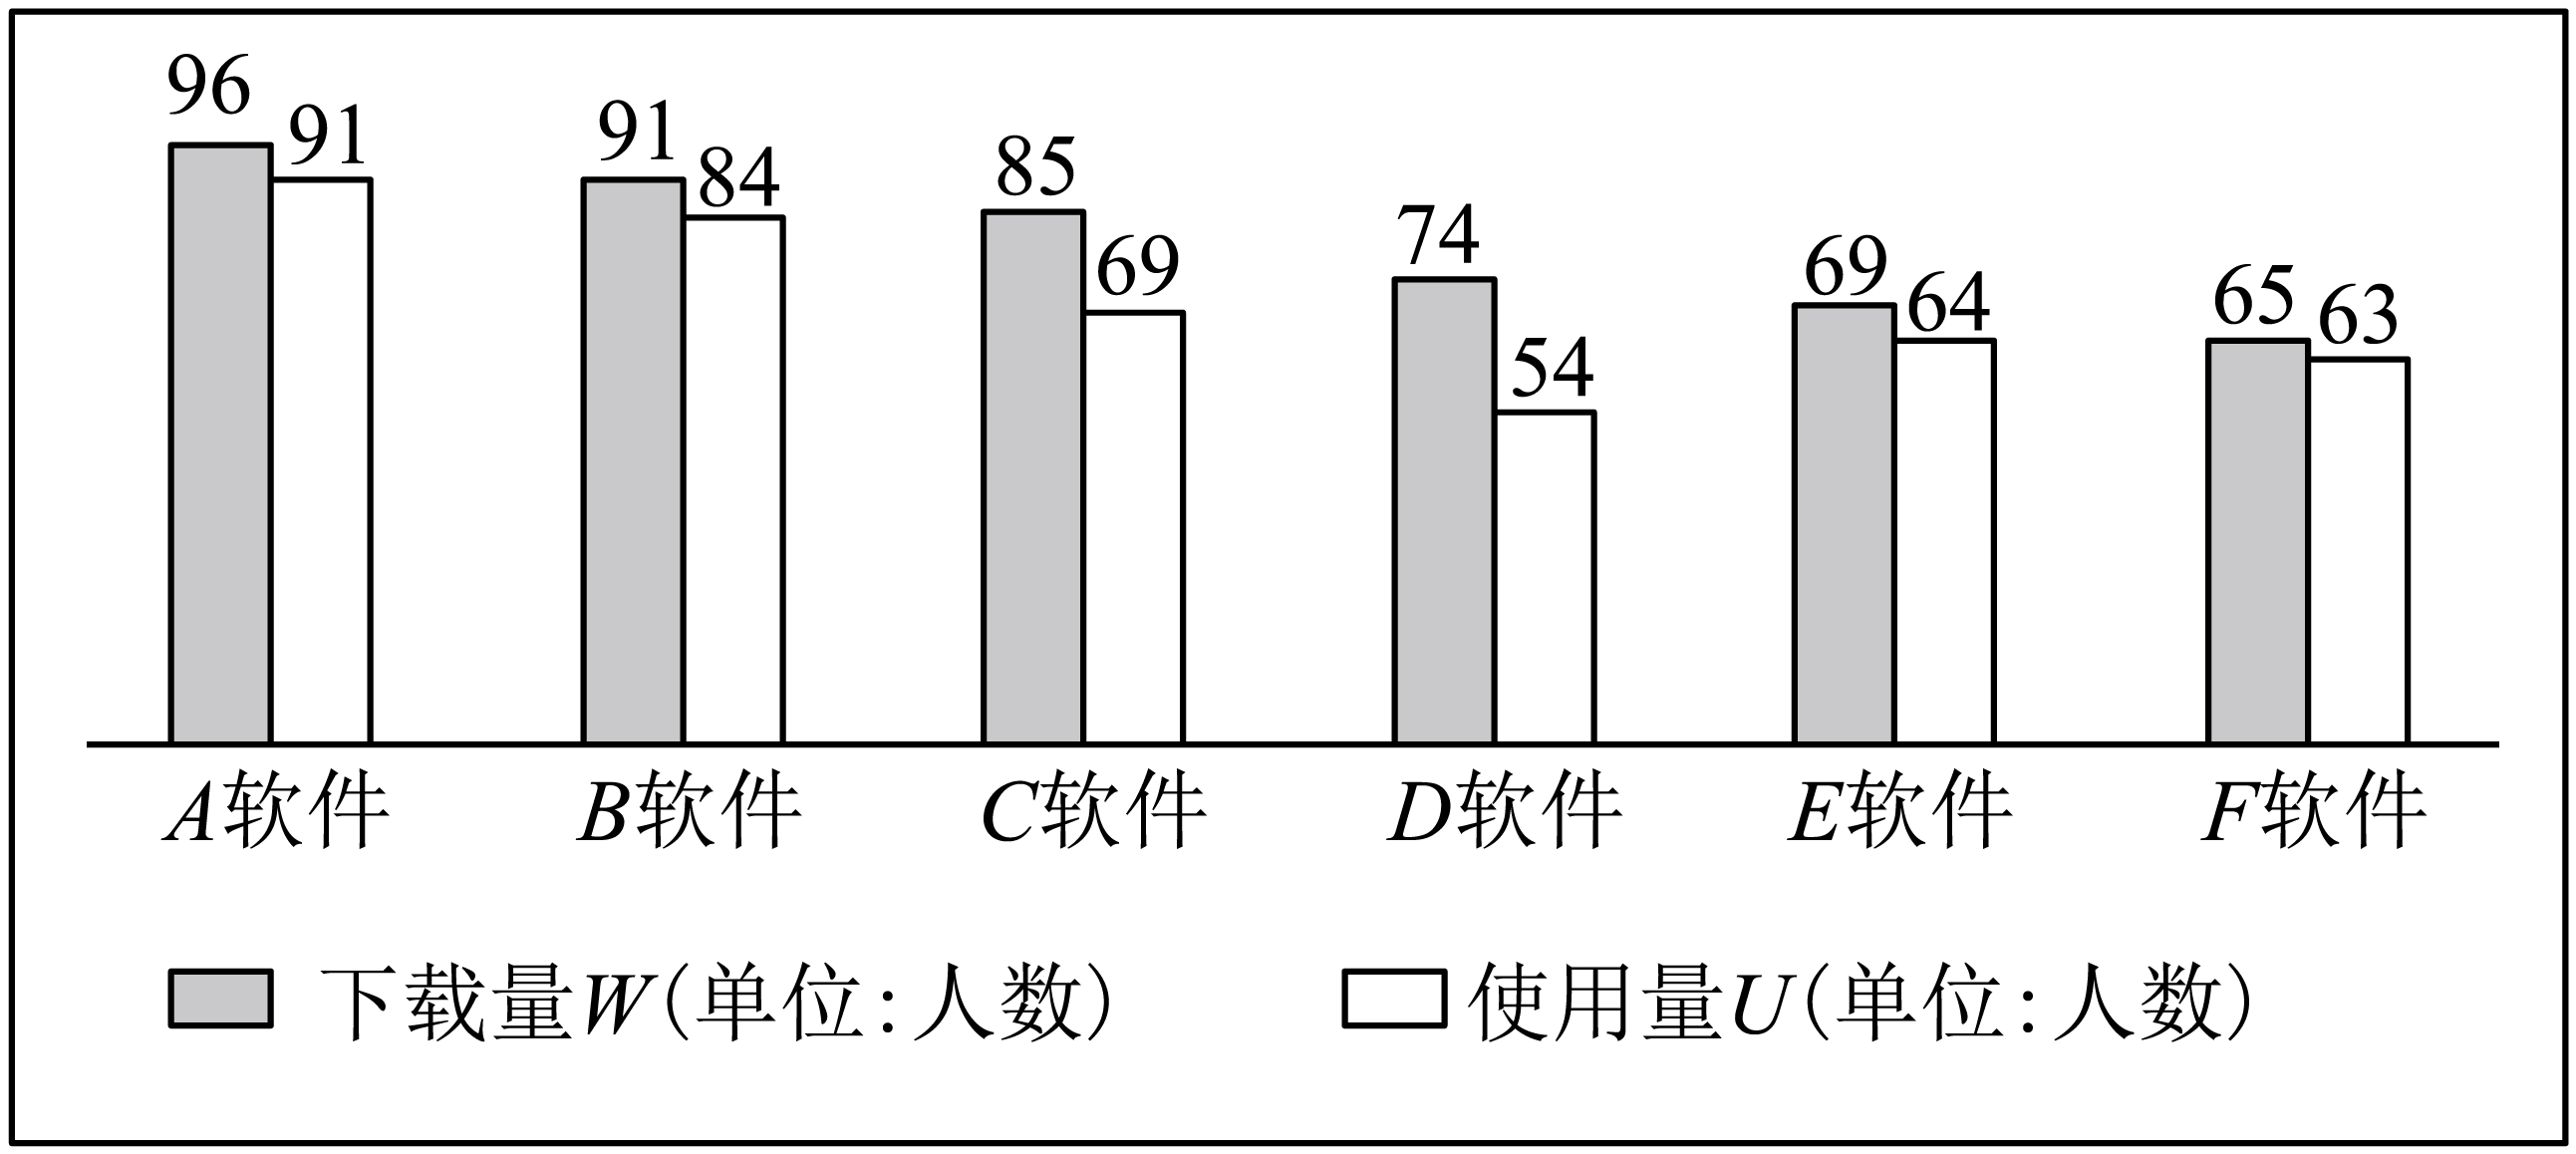 96 91 91 84 85 69 74 54 69 64 65 63
A软件 B软件 C软件 D软件 E软件 F软件
下载量W(单位:人数) 使用量U(单位:人数)